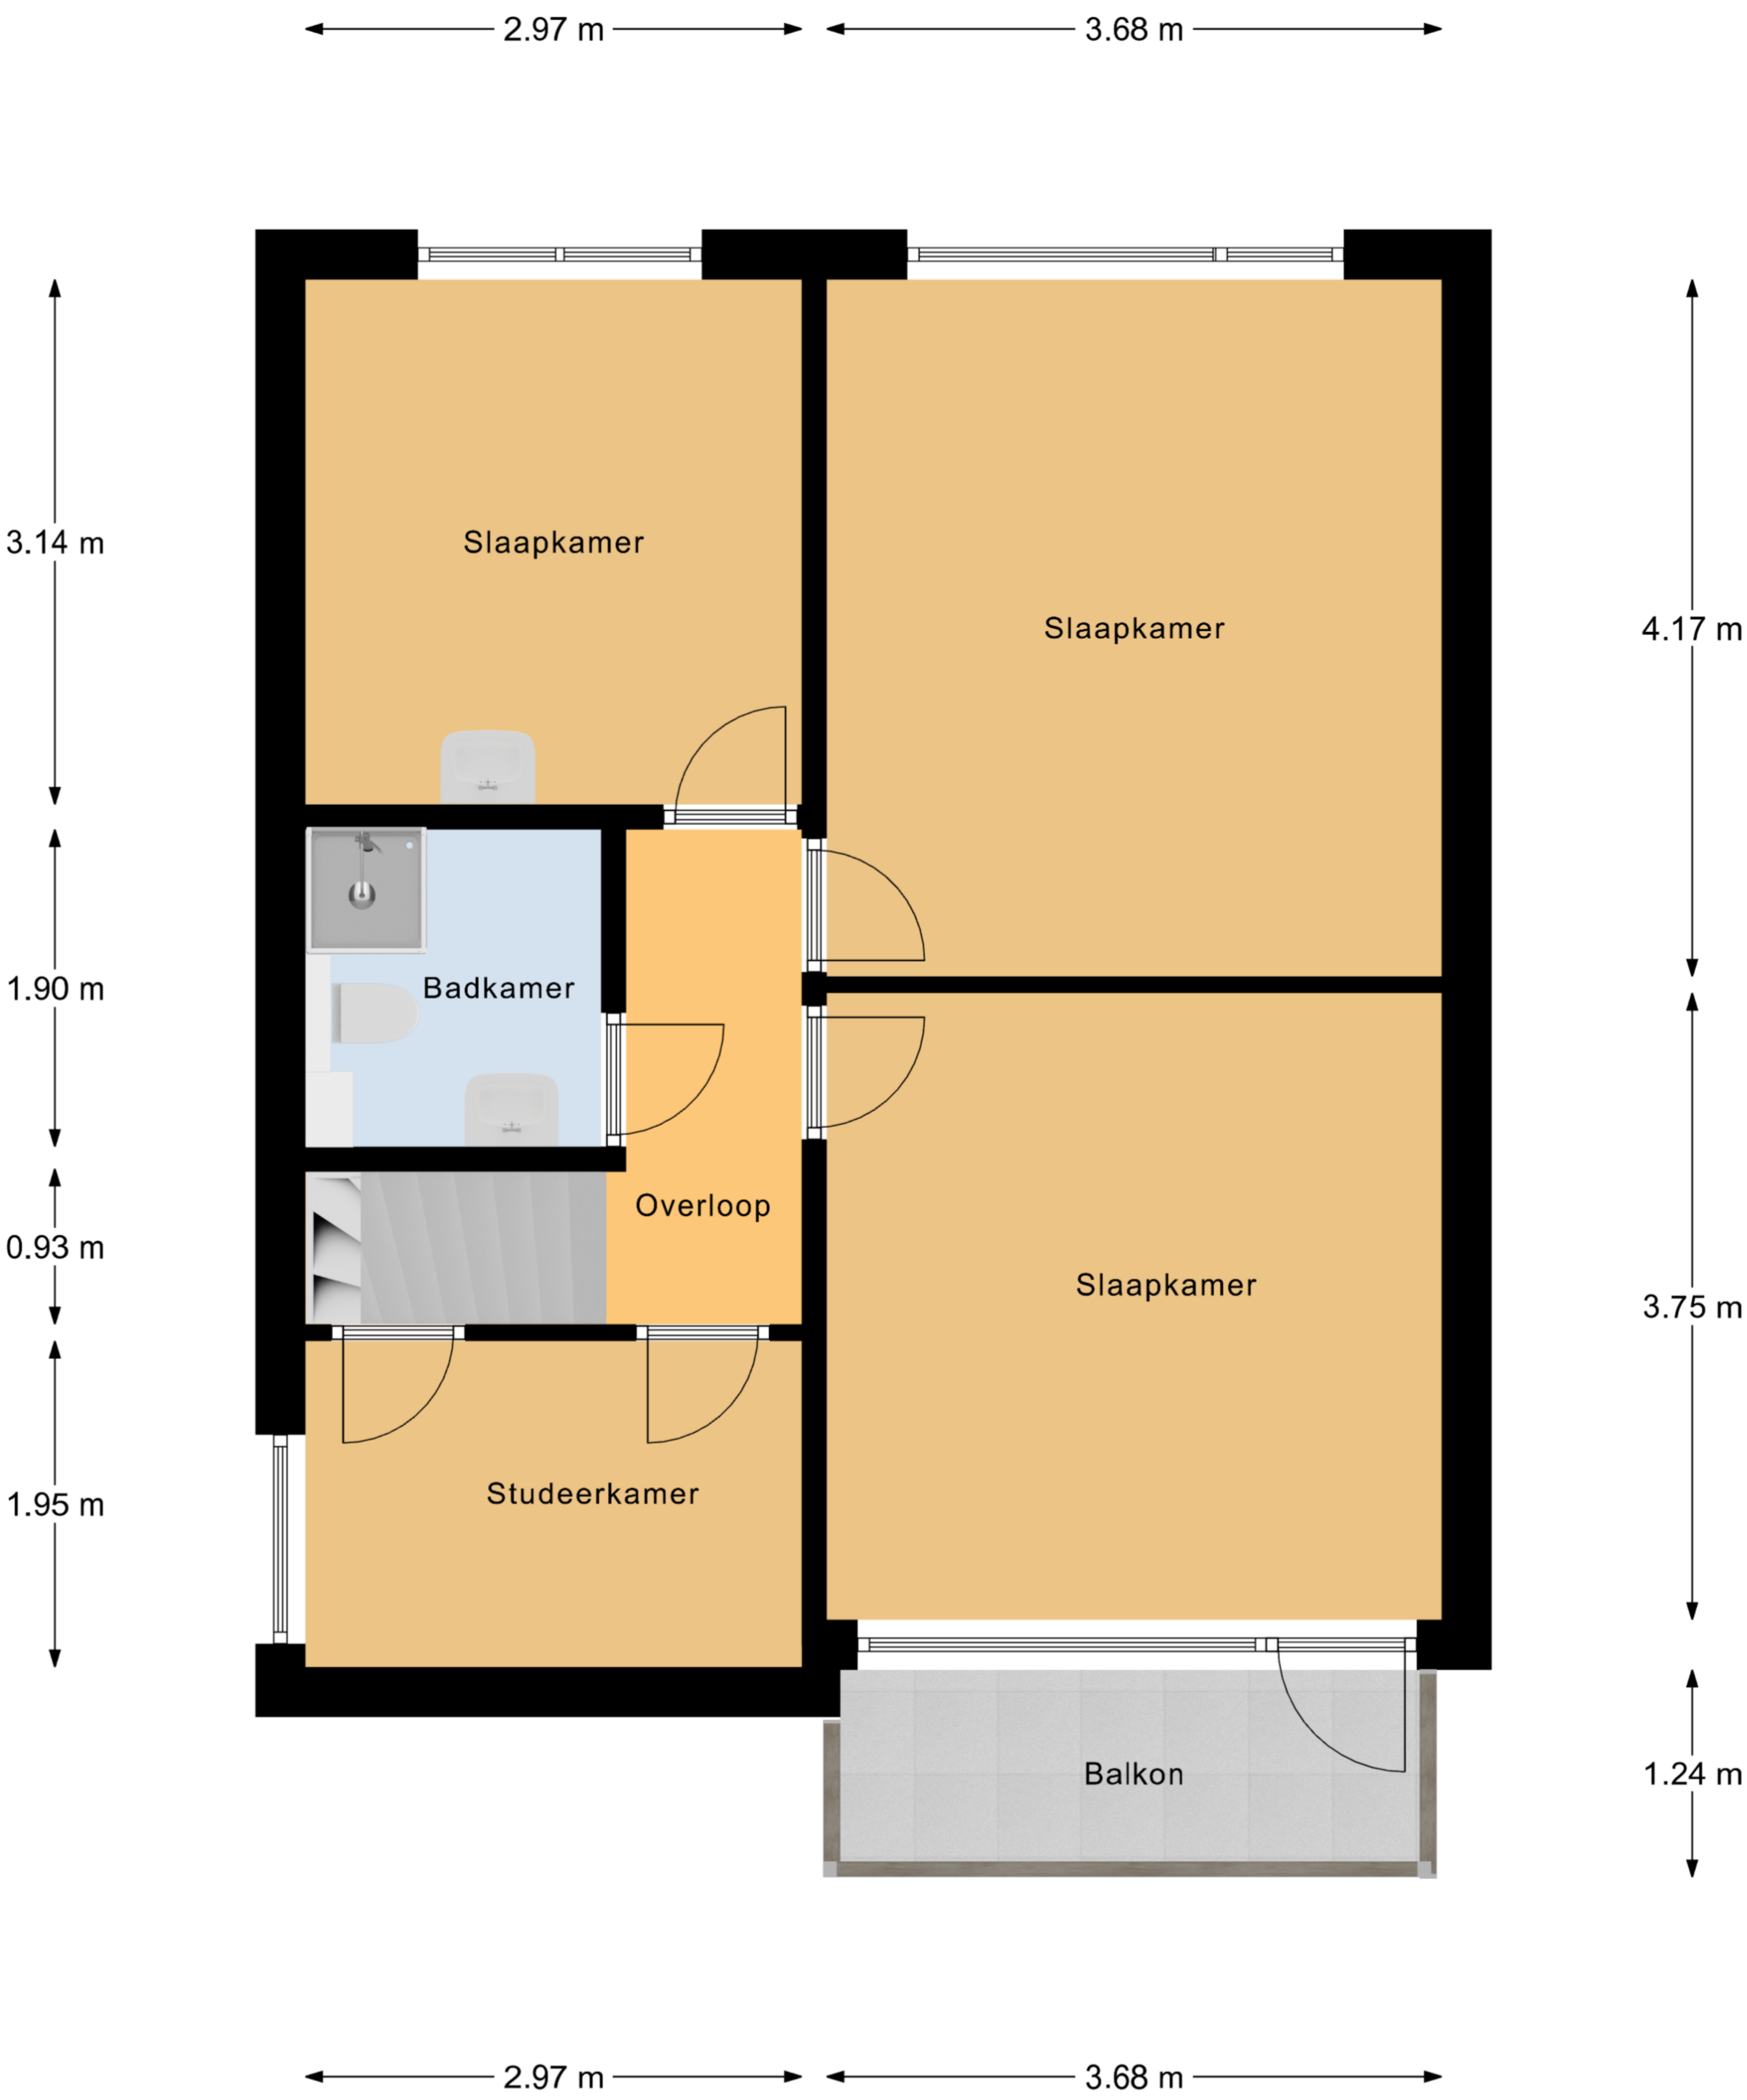 2.97 m
3.68 m
3.14 m
Slaapkamer
Slaapkamer
4.17 m
1.90 m
Badkamer
0.93 m
Overloop
Slaapkamer
3.75 m
1.95 m
Studeerkamer
Balkon
1.24 m
2.97 m
3.68 m